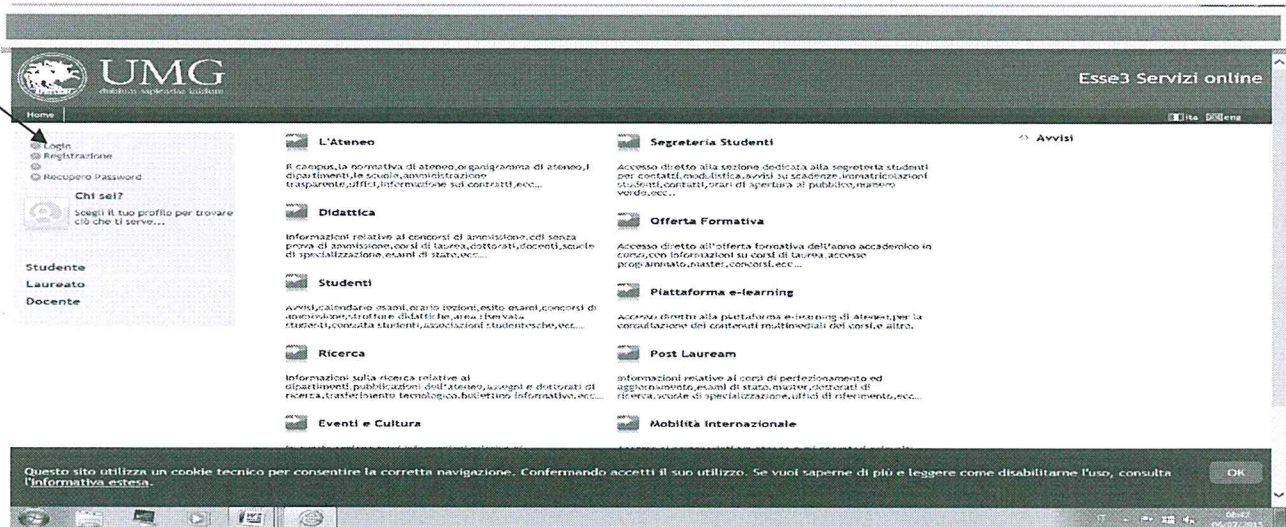 UMG
dubium sapientiae initium
Esse3 Servizi online
Home
ita eng
Login
Registrazione
Recupero Password
Chi sei?
Scegli il tuo profilo per trovare
ciò che ti serve...
Studente
Laureato
Docente
L'Ateneo
Il campus,la normativa di ateneo,organigramma di ateneo,i
dipartimenti,le scuole,amministrazione
trasparente,uffici,informazione sui contratti,ecc...
Didattica
Informazioni relative ai concorsi di ammissione,cdl senza
prova di ammissione,corsi di laurea,dottorati,docenti,scuole
di specializzazione,esami di stato,ecc...
Studenti
Avvisi,calendario esami,orario lezioni,esito esami,concorsi di
ammissione,strutture didattiche,area riservata
studenti,consulta studenti,associazioni studentesche,ecc...
Ricerca
Informazioni sulla ricerca relative ai
dipartimenti,pubblicazioni dell'ateneo,assegni e dottorati di
ricerca,trasferimento tecnologico,bollettino informativo,ecc...
Eventi e Cultura
Segreteria Studenti
Accesso diretto alla sezione dedicata alla segreteria studenti
per contatti,modulistica,avvisi su scadenze,immatricolazioni
studenti,contatti,orari di apertura al pubblico,numero
verde,ecc...
Offerta Formativa
Accesso diretto all'offerta formativa dell'anno accademico in
corso,con informazioni su corsi di laurea,accesso
programmato,master,concorsi,ecc...
Piattaforma e-learning
Accesso diretto alla piattaforma e-learning di Ateneo,per la
consultazione dei contenuti multimediali dei corsi,e altro.
Post Lauream
Informazioni relative ai corsi di perfezionamento ed
aggiornamento,esami di stato,master,dottorati di
ricerca,scuole di specializzazione,uffici di riferimento,ecc...
Mobilità Internazionale
Avvisi
Questo sito utilizza un cookie tecnico per consentire la corretta navigazione. Confermando accetti il suo utilizzo. Se vuoi saperne di più e leggere come disabilitarne l'uso, consulta
l'informativa estesa.
OK
IT